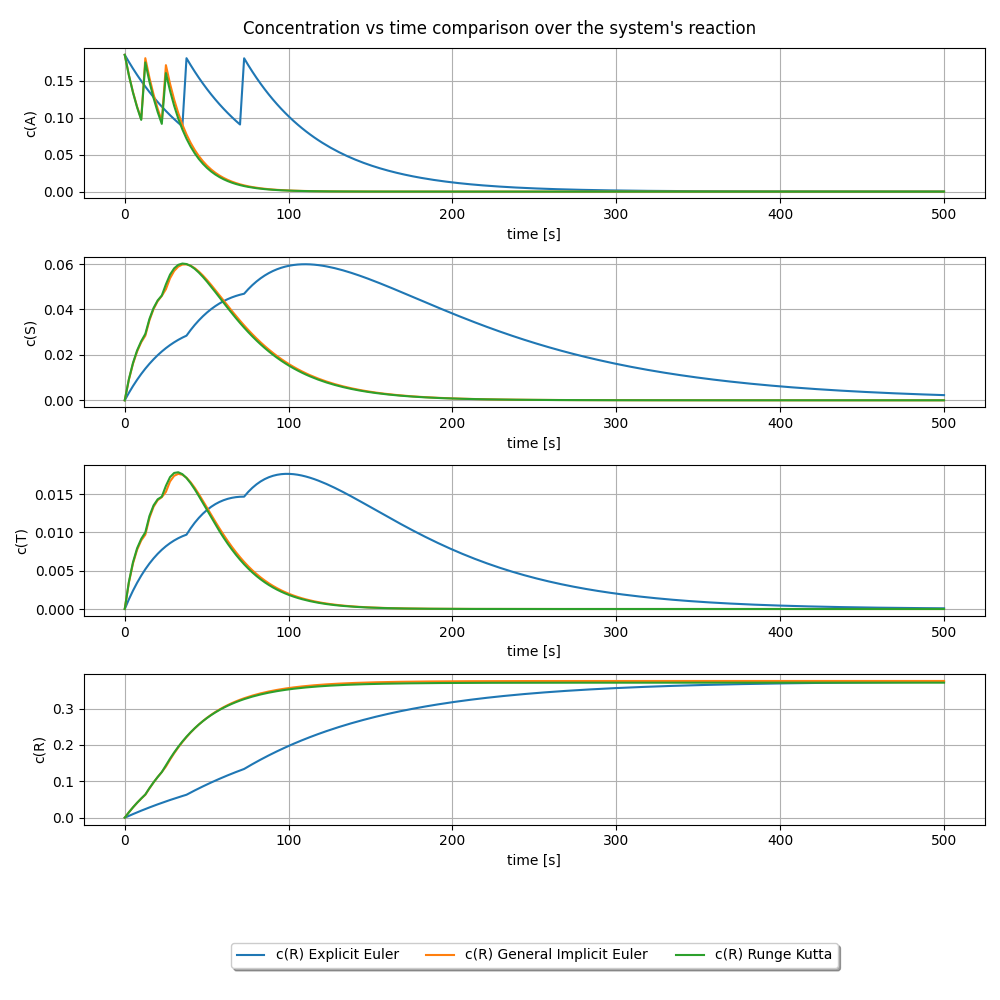 Concentration vs time comparison over the system's reaction
c(A)
0.15
0.10
0.05
0.00
0 100 200 300 400 500
time [s]
c(S)
0.06
0.04
0.02
0.00
0 100 200 300 400 500
time [s]
c(T)
0.015
0.010
0.005
0.000
0 100 200 300 400 500
time [s]
c(R)
0.3
0.2
0.1
0.0
0 100 200 300 400 500
time [s]
c(R) Explicit Euler c(R) General Implicit Euler c(R) Runge Kutta